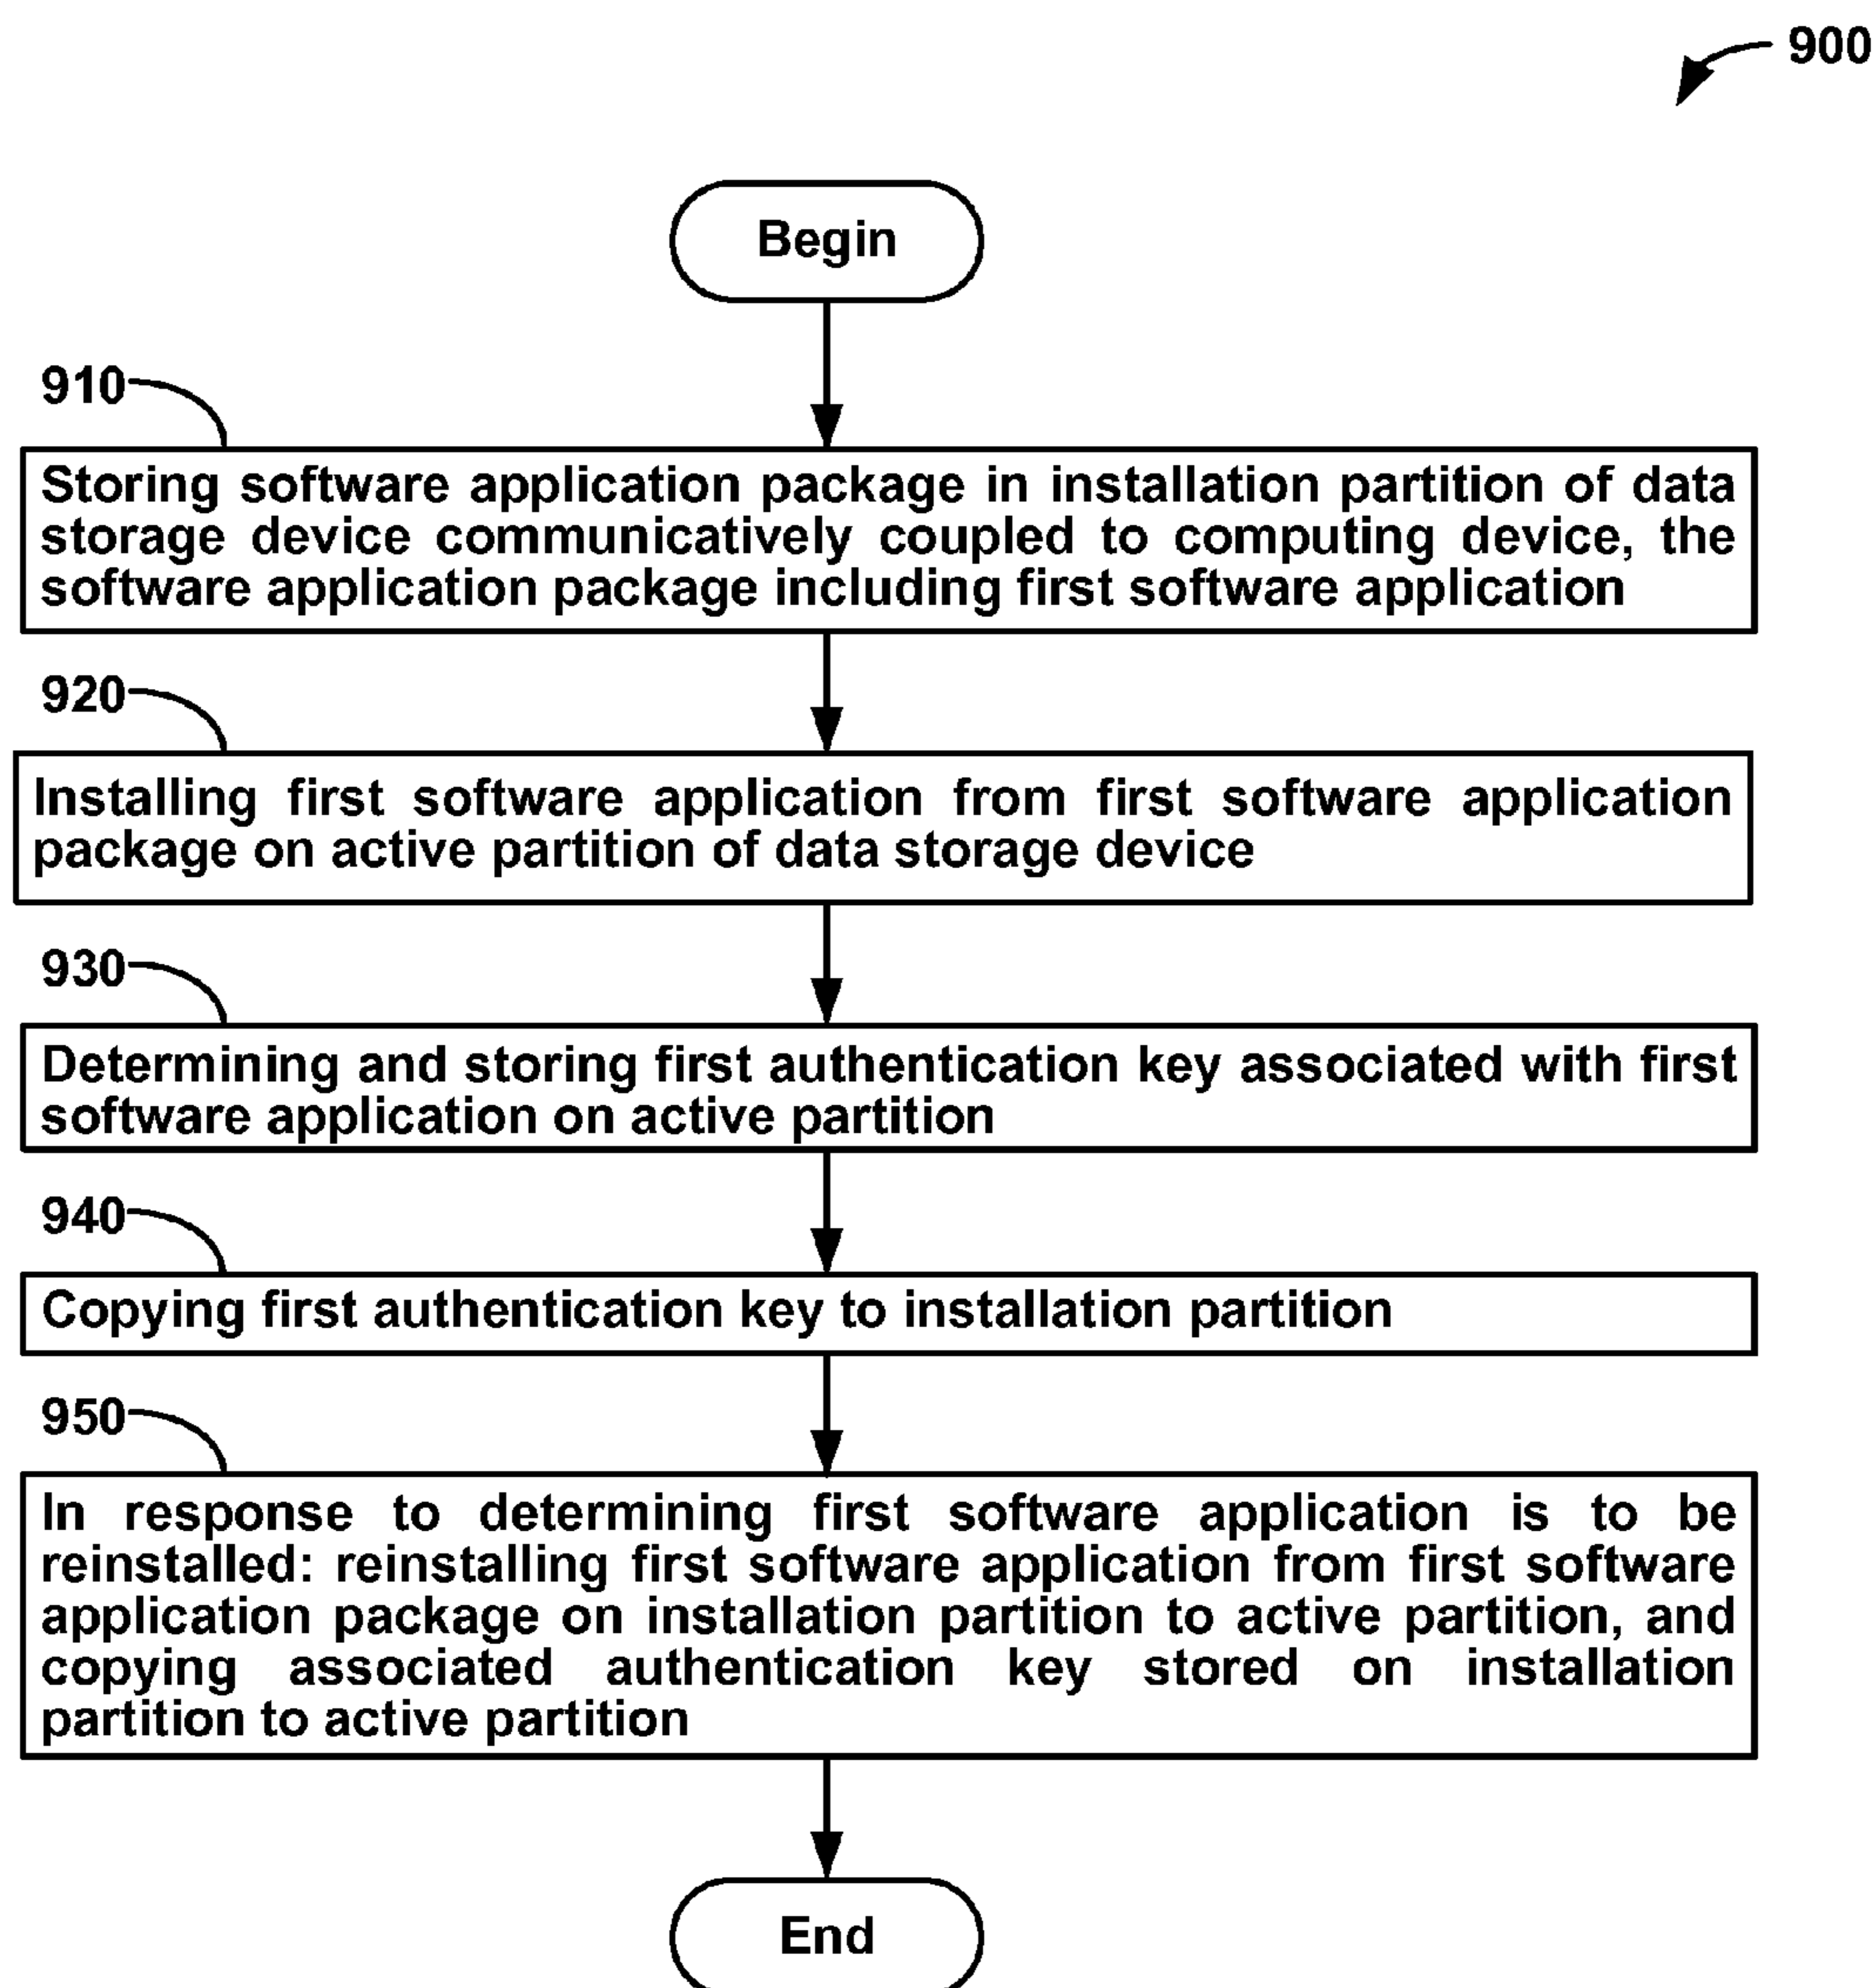 900
Begin
910
Storing software application package in installation partition of data
storage device communicatively coupled to computing device, the
software application package including first software application
920
Installing first software application from first software application
package on active partition of data storage device
930
Determining and storing first authentication key associated with first
software application on active partition
940
Copying first authentication key to installation partition
950
In response to determining first software application is to be
reinstalled: reinstalling first software application from first software
application package on installation partition to active partition, and
copying associated authentication key stored on installation
partition to active partition
End